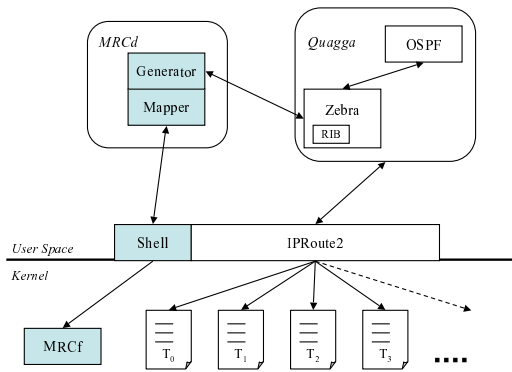 MRCd
Quagga
OSPF
Generator
Mapper
Zebra
RIB
Shell
IPRoute2
User Space
Kernel
MRCf
T0
T1
T2
T3